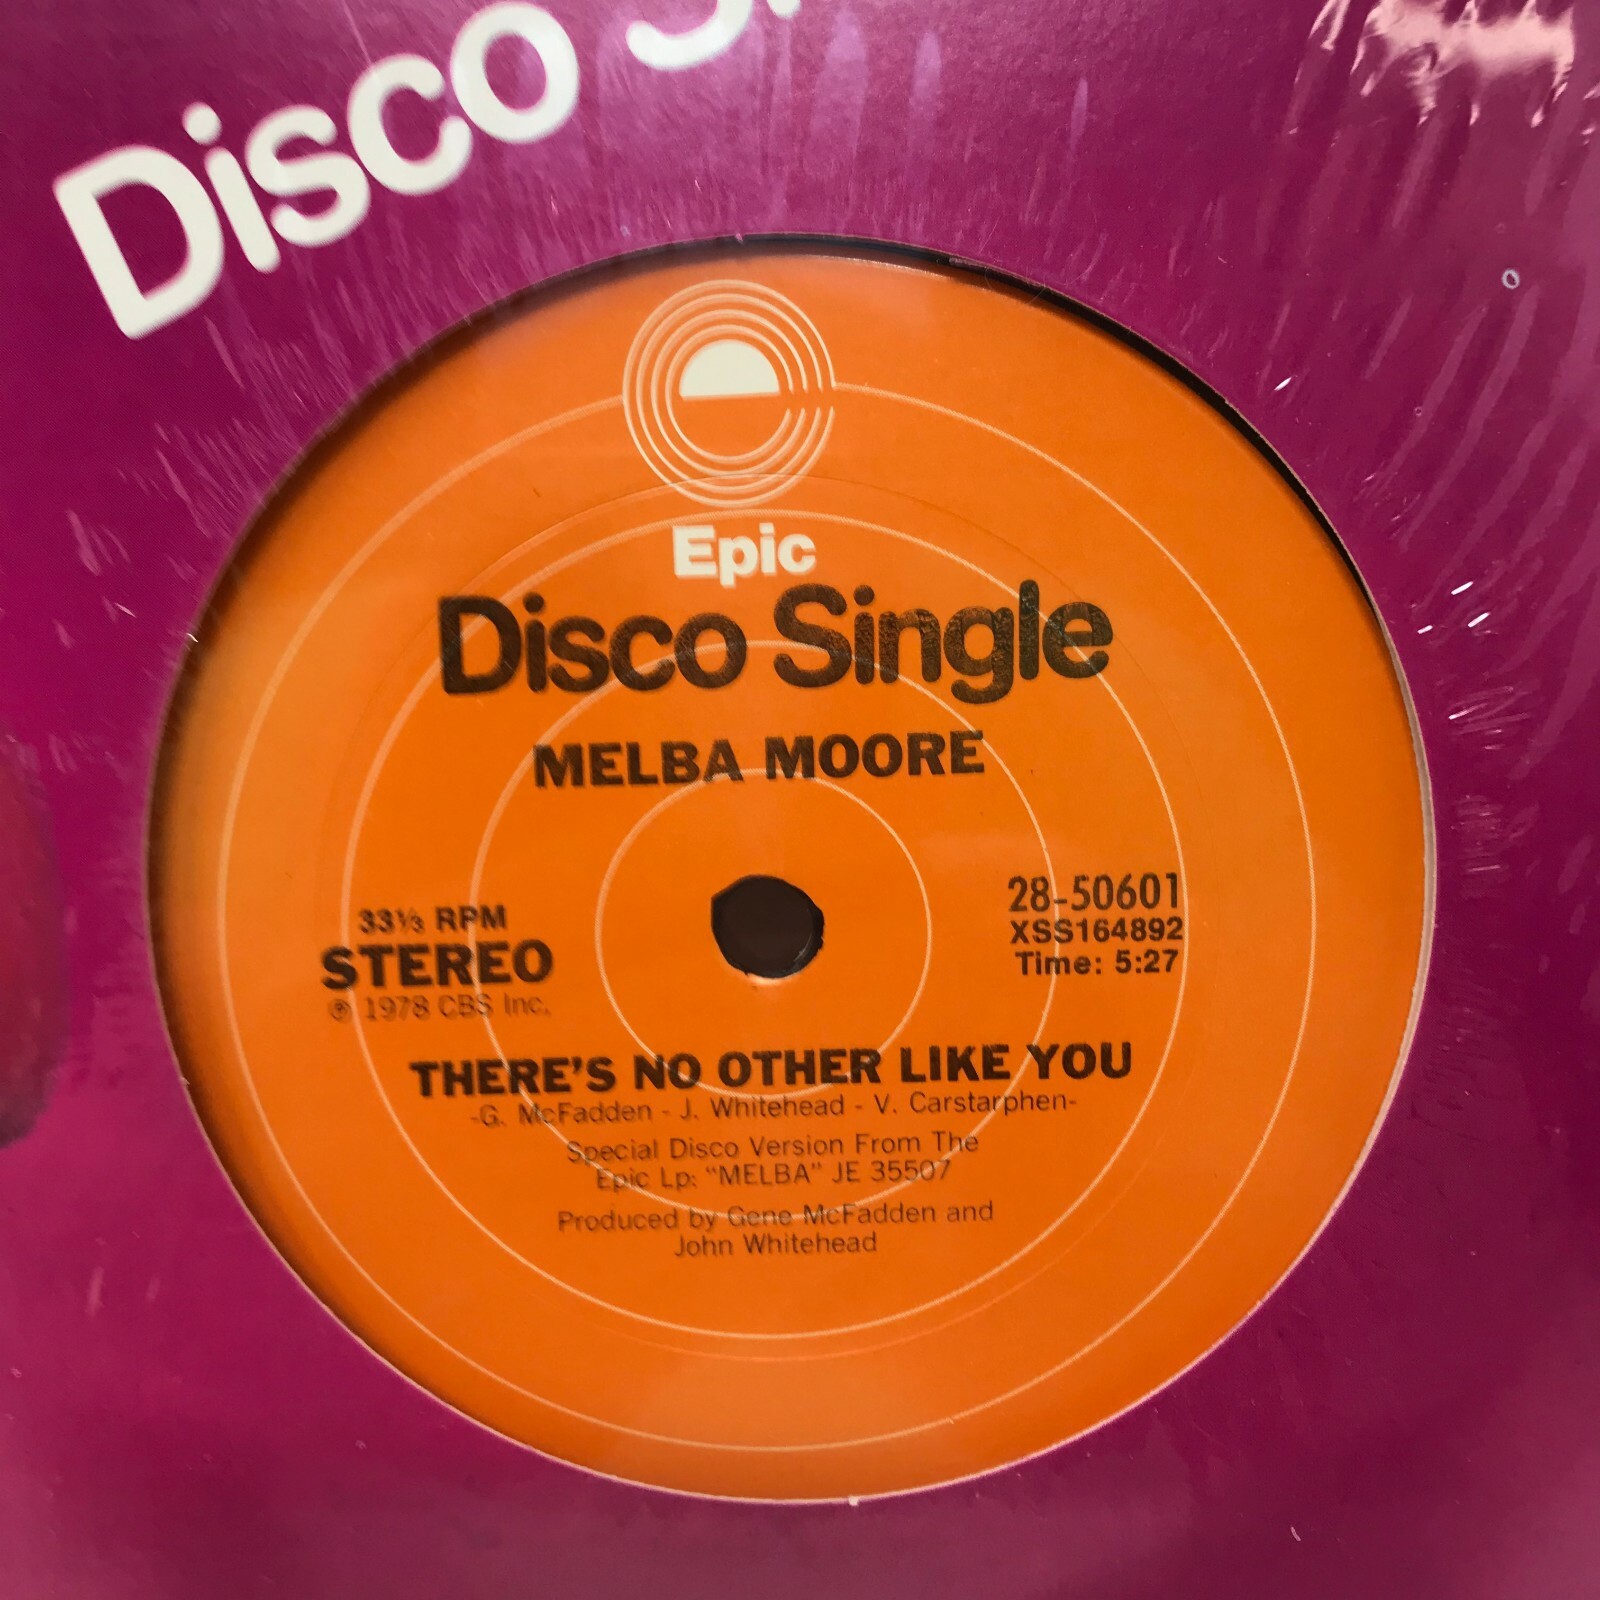 Disco
Epic
Disco Single
MELBA MOORE
33⅓ RPM
STEREO
℗ 1978 CBS Inc.
28-50601
XSS164892
Time: 5:27
THERE'S NO OTHER LIKE YOU
-G. McFadden - J. Whitehead - V. Carstarphen-
Special Disco Version From The
Epic Lp: "MELBA" JE 35507
Produced by Gene McFadden and
John Whitehead